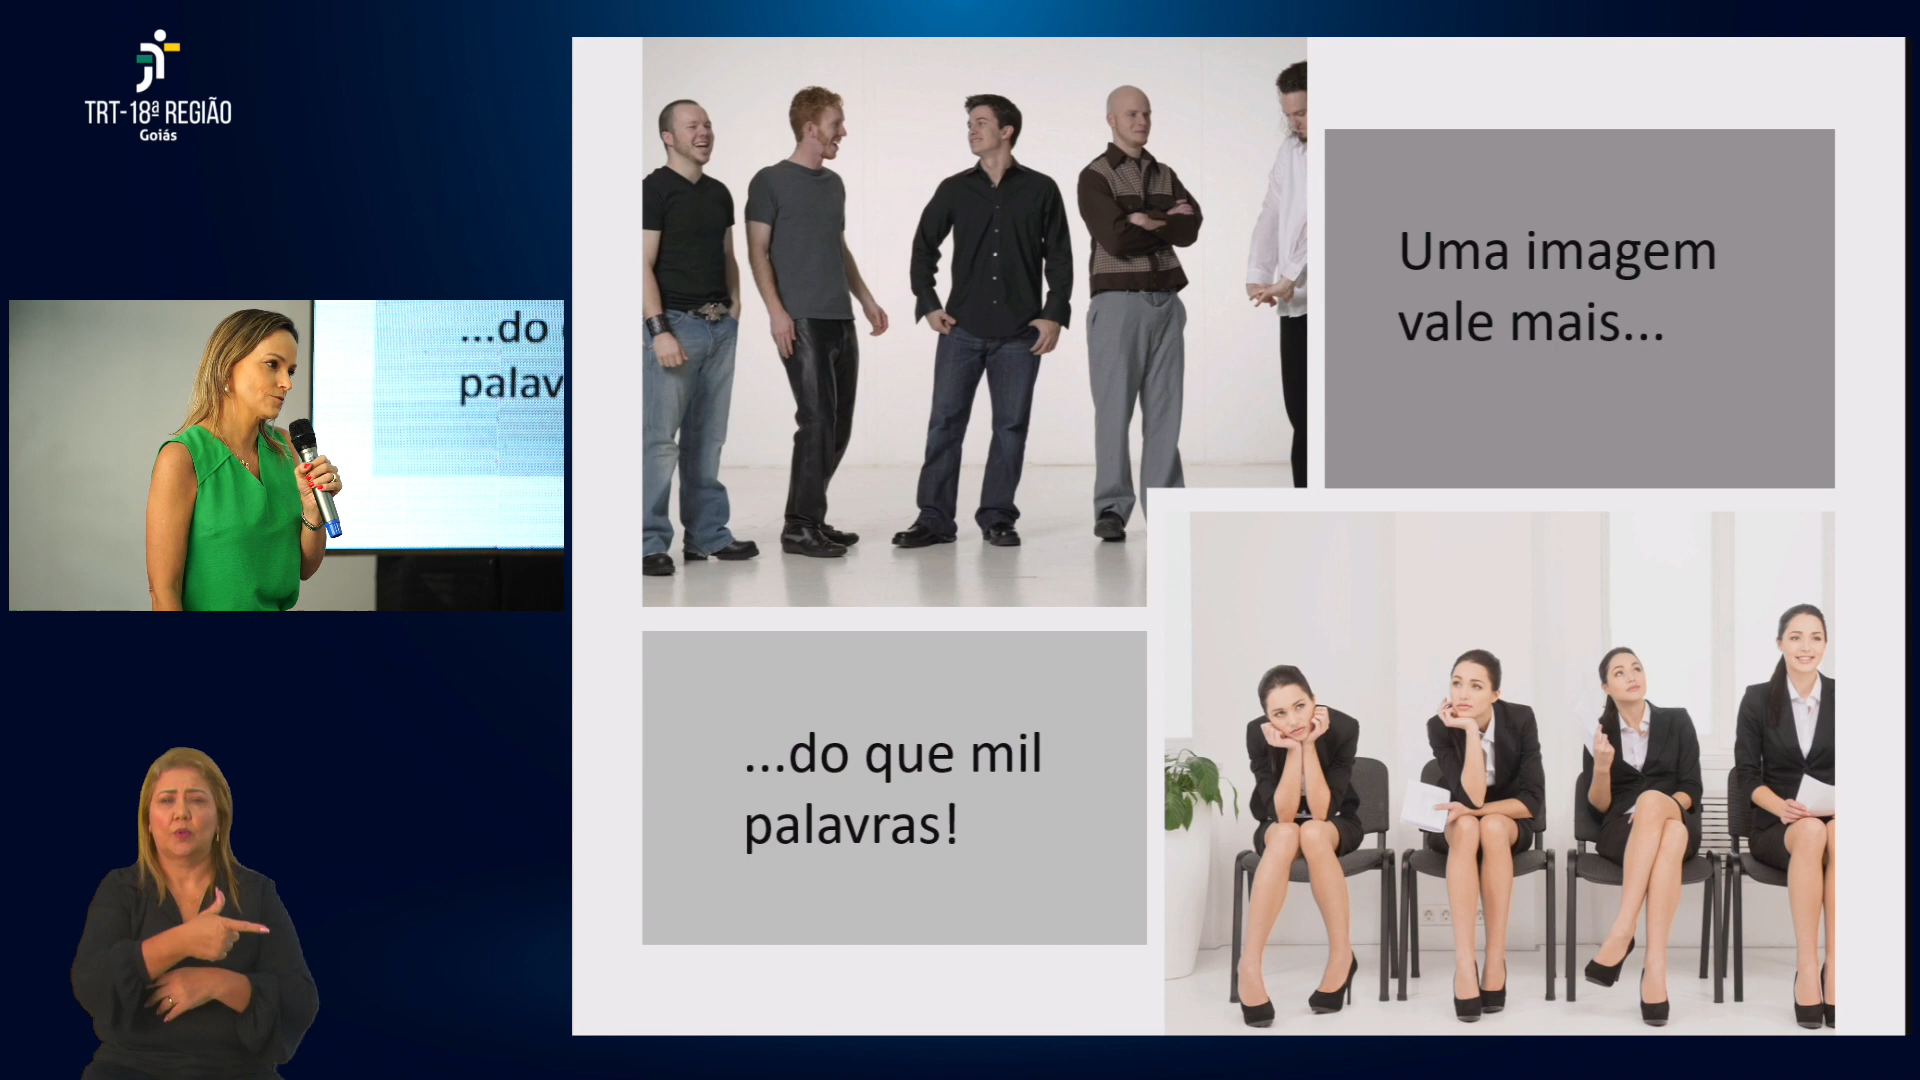 TRT-18ª REGIÃO
Goiás
...do
palav
Uma imagem
vale mais...
...do que mil
palavras!